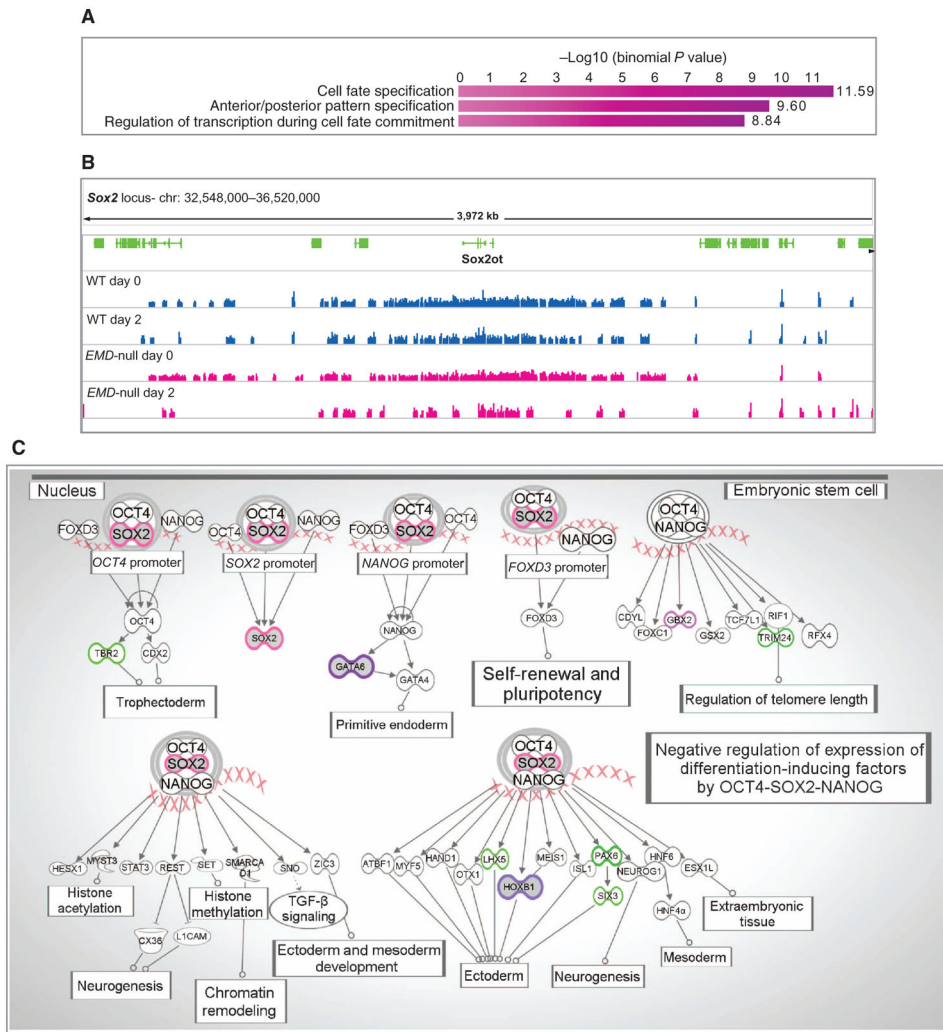 A
–Log10 (binomial P value)
0 1 2 3 4 5 6 7 8 9 10 11
Cell fate specification 11.59
Anterior/posterior pattern specification 9.60
Regulation of transcription during cell fate commitment 8.84
B
Sox2 locus- chr: 32,548,000–36,520,000
3,972 kb
Sox2ot
WT day 0
WT day 2
EMD-null day 0
EMD-null day 2
C
Nucleus
Embryonic stem cell
FOXD3
OCT4
SOX2
NANOG
OCT4 promoter
OCT4
TBR2
CDX2
Trophectoderm
OCT4
OCT4
SOX2
NANOG
SOX2 promoter
SOX2
FOXD3
OCT4
SOX2
OCT4
NANOG promoter
NANOG
GATA6
GATA4
Primitive endoderm
OCT4
SOX2
NANOG
FOXD3 promoter
FOXD3
Self-renewal and
pluripotency
OCT4
NANOG
CDYL
FOXC1
GBX2
GSX2
TCF7L1
RIF1
TRIM24
RFX4
Regulation of telomere length
Negative regulation of expression of
differentiation-inducing factors
by OCT4-SOX2-NANOG
OCT4
SOX2
NANOG
HESX1
MYST3
STAT3
REST
SET
SMARCA
D1
SNO
ZIC3
Histone
acetylation
Histone
methylation
TGF-β
signaling
CX36
L1CAM
Neurogenesis
Chromatin
remodeling
Ectoderm and mesoderm
development
OCT4
SOX2
NANOG
ATBF1
MYF5
HAND1
OTX1
LHX5
HOXB1
MEIS1
ISL1
PAX6
SIX3
NEUROG1
HNF6
ESX1L
HNF4α
Extraembryonic
tissue
Mesoderm
Ectoderm
Neurogenesis